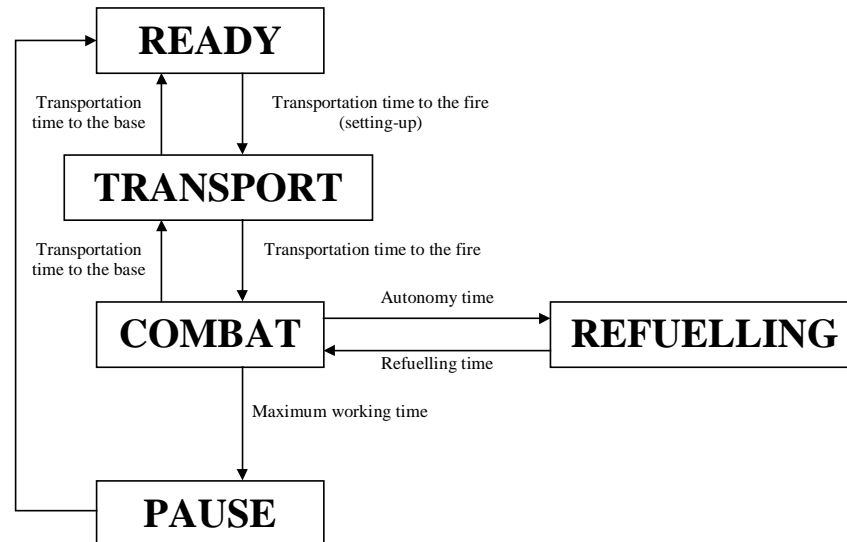 READY
Transportation
time to the base
Transportation time to the fire
(setting-up)
TRANSPORT
Transportation
time to the base
Transportation time to the fire
Autonomy time
COMBAT
REFUELLING
Refuelling time
Maximum working time
PAUSE